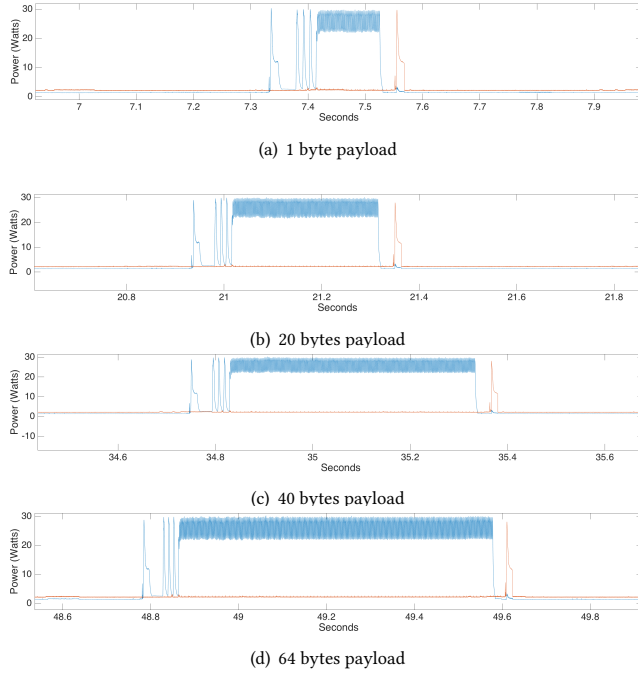 30
20
10
0
Power (Watts)
7 7.1 7.2 7.3 7.4 7.5 7.6 7.7 7.8 7.9
Seconds
(a) 1 byte payload
30
20
10
0
Power (Watts)
20.8 21 21.2 21.4 21.6 21.8
Seconds
(b) 20 bytes payload
30
20
10
0
-10
Power (Watts)
34.6 34.8 35 35.2 35.4 35.6
Seconds
(c) 40 bytes payload
30
20
10
0
Power (Watts)
48.6 48.8 49 49.2 49.4 49.6 49.8
Seconds
(d) 64 bytes payload